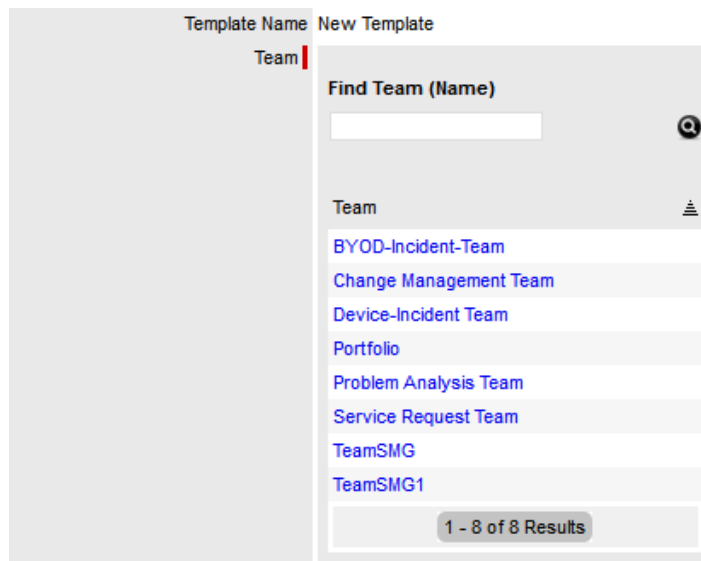 Template Name New Template
Team
Find Team (Name)
Team
BYOD-Incident-Team
Change Management Team
Device-Incident Team
Portfolio
Problem Analysis Team
Service Request Team
TeamSMG
TeamSMG1
1 - 8 of 8 Results